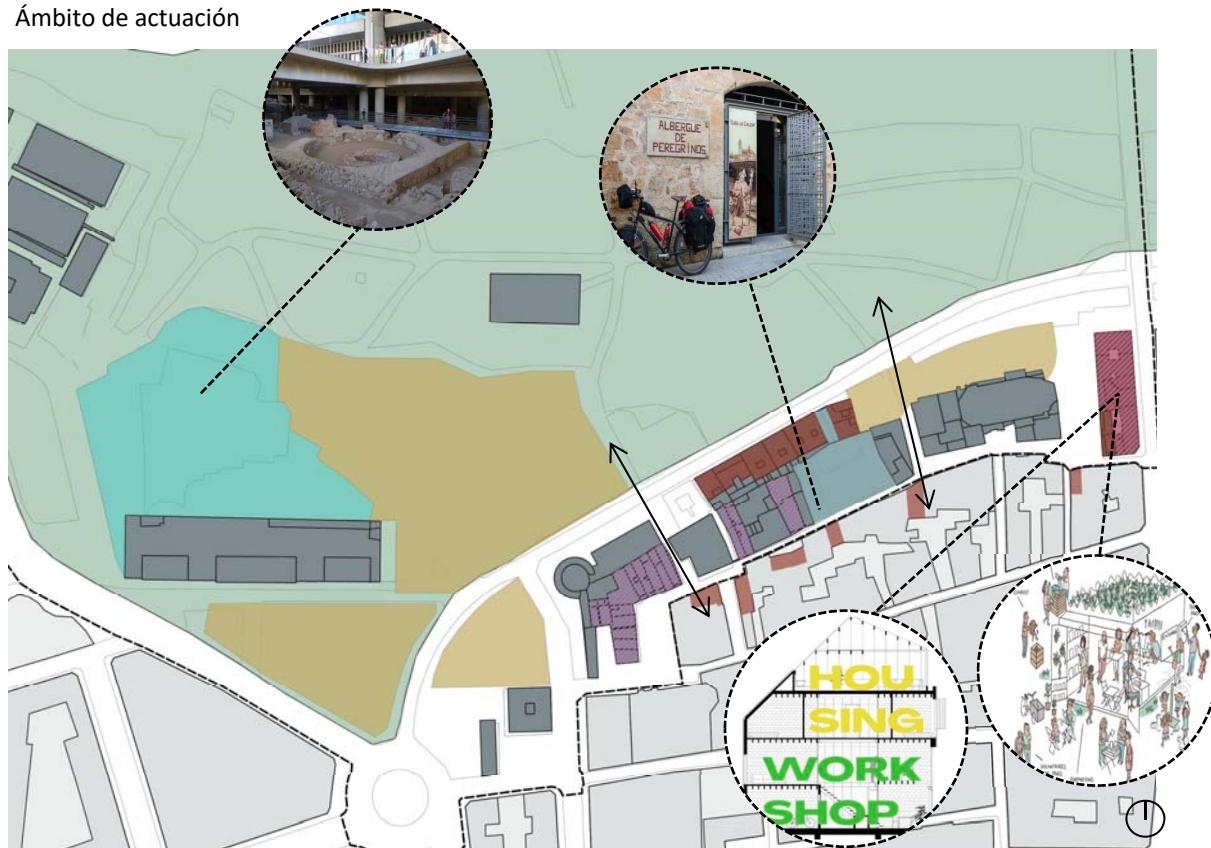 Ámbito de actuación
ALBERGUE
DE
PEREGRINOS
HOU
SING
WORK
SHOP